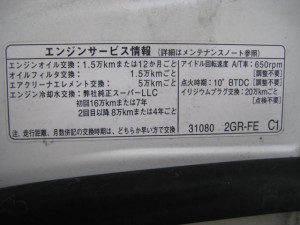 エンジンサービス情報 (詳細はメンテナンスノート参照)
エンジンオイル交換:1.5万kmまたは12か月ごと
オイルフィルタ交換: 1.5万kmごと
エアクリーナエレメント交換: 5万kmごと
エンジン冷却水交換:弊社純正スーパーLLC
初回16万kmまたは7年
2回目以降 8万kmまたは4年ごと
アイドル回転速度 A/T車:650rpm
[調整不要]
点火時期:10° BTDC [調整不要]
イリジウムプラグ交換:20万kmごと
[点検不要]
注.走行距離、月数併記の交換時期は、どちらか早い方で交換
31080 2GR-FE C1